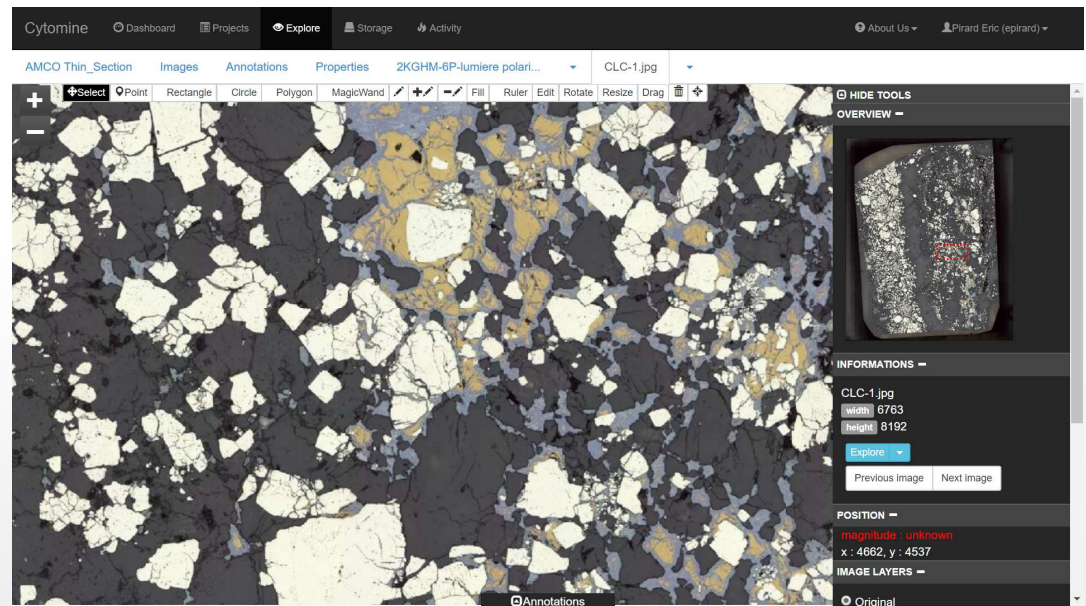 Cytomine Dashboard Projects Explore Storage Activity About Us Pirard Eric (epirard)
AMCO Thin_Section Images Annotations Properties 2KGHM-6P-lumiere polari... CLC-1.jpg
Select Point Rectangle Circle Polygon MagicWand Fill Ruler Edit Rotate Resize Drag
HIDE TOOLS
OVERVIEW
INFORMATIONS
CLC-1.jpg
width 6763
height 8192
Explore
Previous image Next image
POSITION
magnitude : unknown
x : 4662, y : 4537
IMAGE LAYERS
Original
Annotations